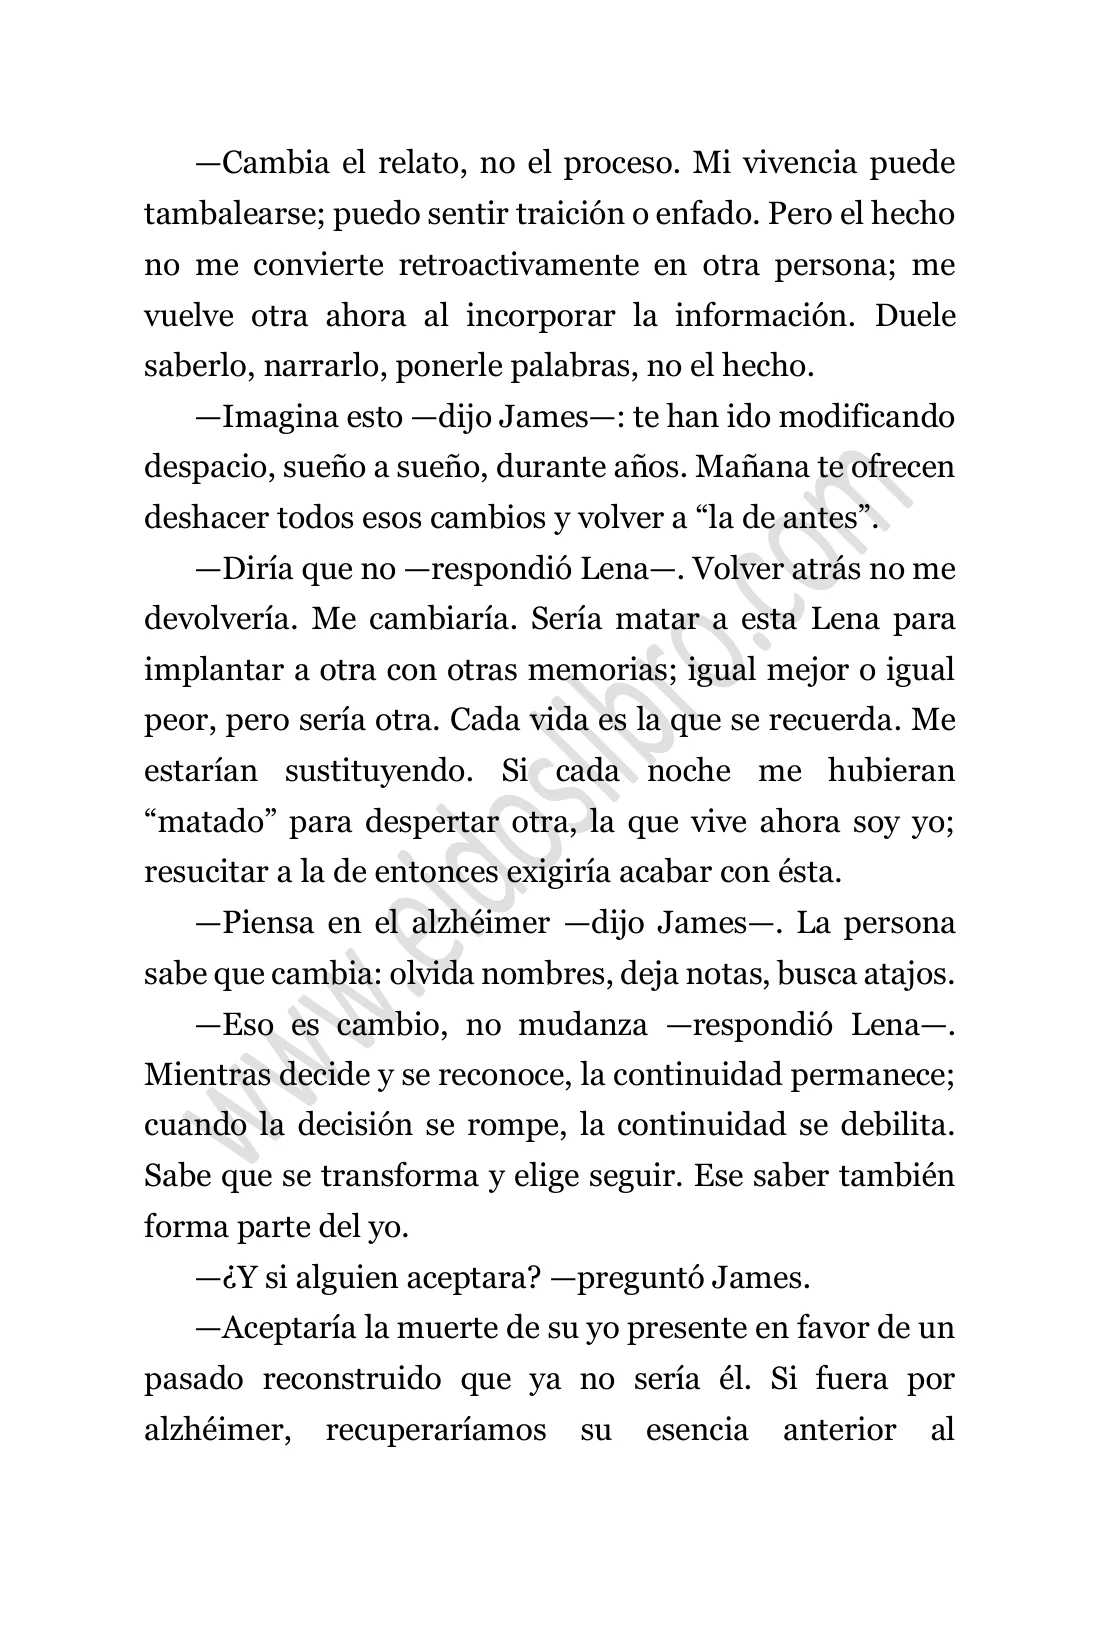 —Cambia el relato, no el proceso. Mi vivencia puede
tambalearse; puedo sentir traición o enfado. Pero el hecho
no me convierte retroactivamente en otra persona; me
vuelve otra ahora al incorporar la información. Duele
saberlo, narrarlo, ponerle palabras, no el hecho.
—Imagina esto —dijo James—: te han ido modificando
despacio, sueño a sueño, durante años. Mañana te ofrecen
deshacer todos esos cambios y volver a “la de antes”.
—Diría que no —respondió Lena—. Volver atrás no me
devolvería. Me cambiaría. Sería matar a esta Lena para
implantar a otra con otras memorias; igual mejor o igual
peor, pero sería otra. Cada vida es la que se recuerda. Me
estarían sustituyendo. Si cada noche me hubieran
“matado” para despertar otra, la que vive ahora soy yo;
resucitar a la de entonces exigiría acabar con ésta.
—Piensa en el alzhéimer —dijo James—. La persona
sabe que cambia: olvida nombres, deja notas, busca atajos.
—Eso es cambio, no mudanza —respondió Lena—.
Mientras decide y se reconoce, la continuidad permanece;
cuando la decisión se rompe, la continuidad se debilita.
Sabe que se transforma y elige seguir. Ese saber también
forma parte del yo.
—¿Y si alguien aceptara? —preguntó James.
—Aceptaría la muerte de su yo presente en favor de un
pasado reconstruido que ya no sería él. Si fuera por
alzhéimer, recuperaríamos su esencia anterior al
www.eldoslibro.com